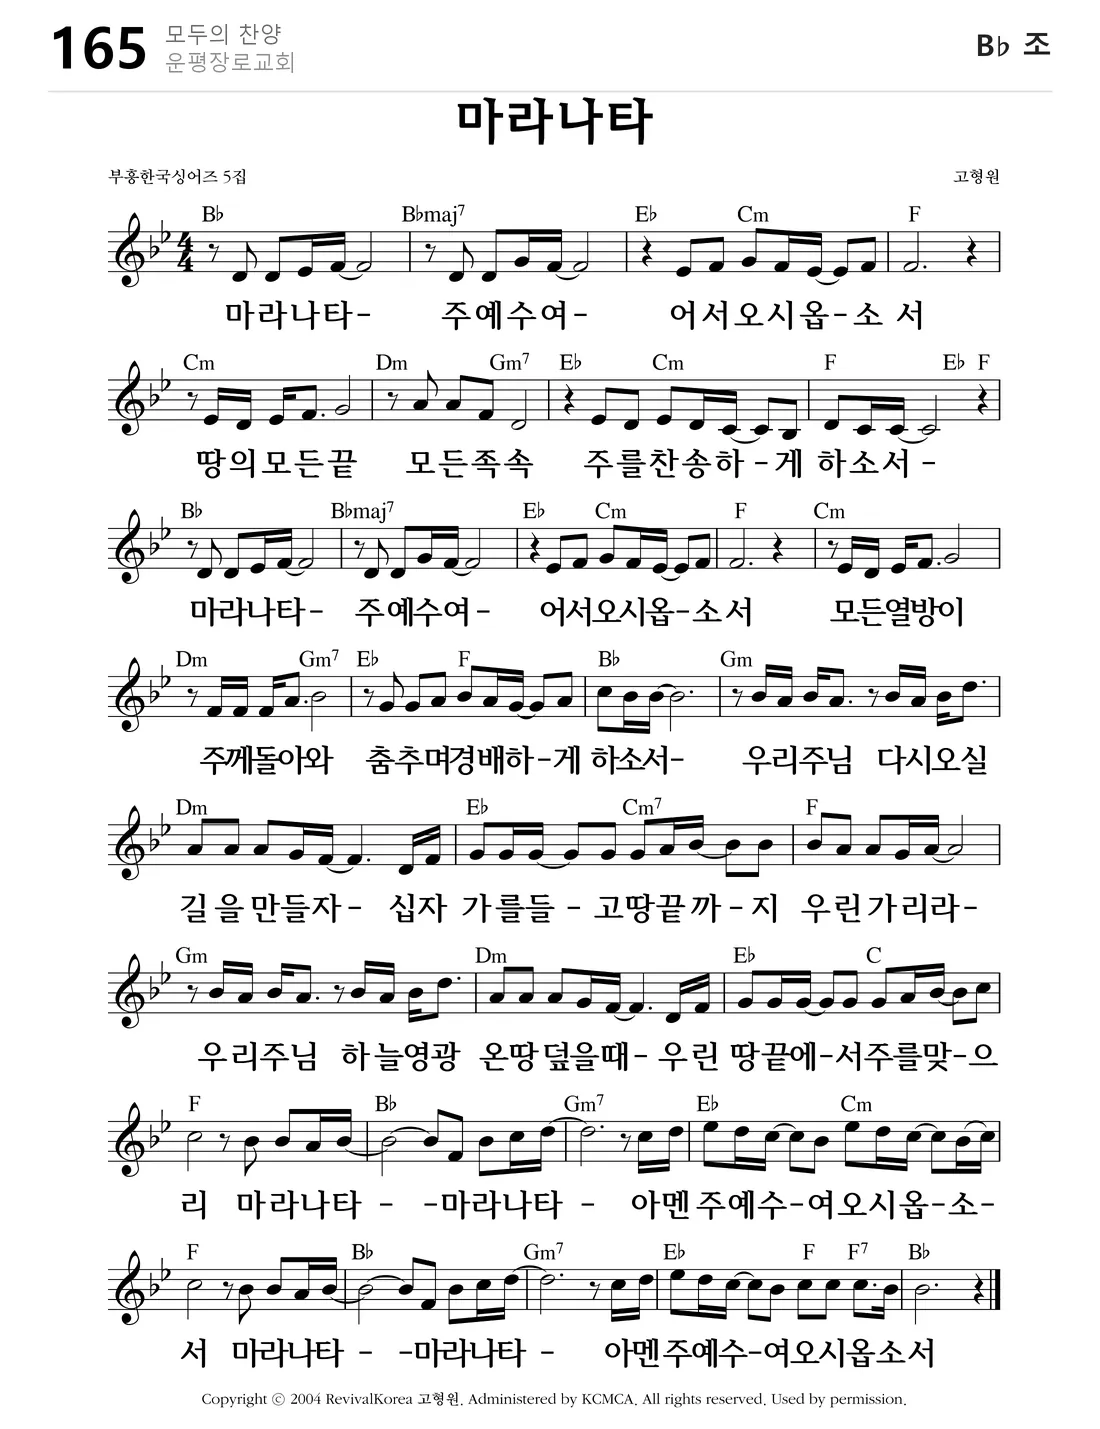 165 모두의 찬양
운평장로교회
B♭ 조
마라나타
부흥한국싱어즈 5집 고형원
B♭ B♭maj7 E♭ Cm F
마라나타- 주예수여- 어서오시옵-소 서
Cm Dm Gm7 E♭ Cm F E♭ F
땅의모든끝 모든족속 주를찬송하-게 하소서-
B♭ B♭maj7 E♭ Cm F Cm
마라나타- 주예수여- 어서오시옵-소서 모든열방이
Dm Gm7 E♭ F B♭ Gm
주께돌아와 춤추며경배하-게 하소서- 우리주님 다시오실
Dm E♭ Cm7 F
길을만들자- 십자 가를들-고땅끝까-지 우린가리라-
Gm Dm E♭ C
우리주님 하늘영광 온땅덮을때-우린 땅끝에-서주를맞-으
F B♭ Gm7 E♭ Cm
리 마라나타 - -마라나타 - 아멘주예수-여오시옵-소-
F B♭ Gm7 E♭ F F7 B♭
서 마라나타 - -마라나타 - 아멘주예수-여오시옵소서
Copyright ⓒ 2004 RevivalKorea 고형원. Administered by KCMCA. All rights reserved. Used by permission.